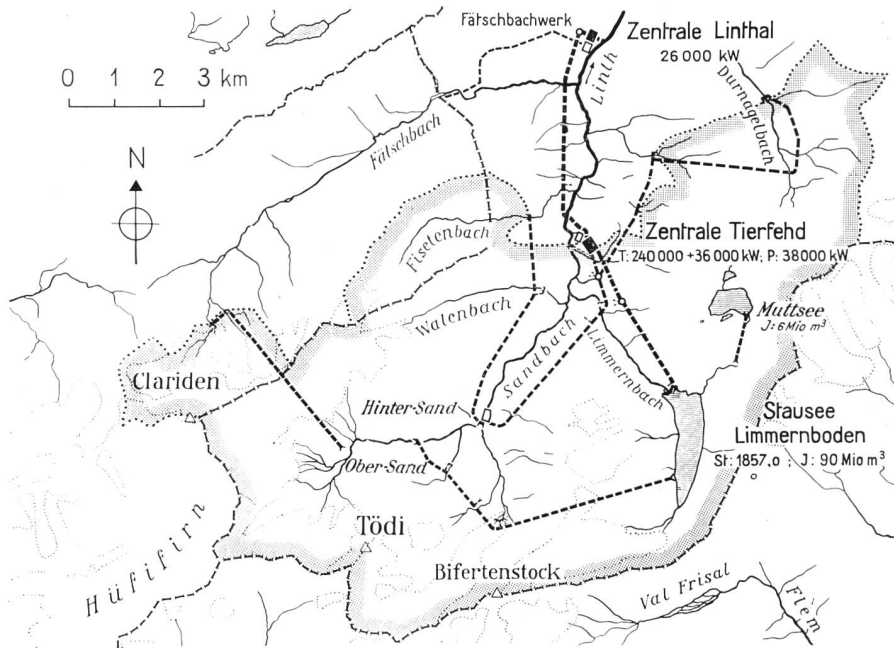 Fätschbachwerk
Zentrale Linthal
26 000 kW
0 1 2 3 km
Linth
Durnagelbach
Fätschbach
N
Zentrale Tierfehd
T: 240 000 + 36 000 kW; P: 38 000 kW
Fisetenbach
Walenbach
Muttsee
J: 6 Mio m³
Sandbach
Limmernbach
Clariden
Hinter-Sand
Stausee
Limmernboden
St: 1857,0 ; J: 90 Mio m³
Ober-Sand
Tödi
Hüfifirn
Bifertenstock
Val Frisal
Flem